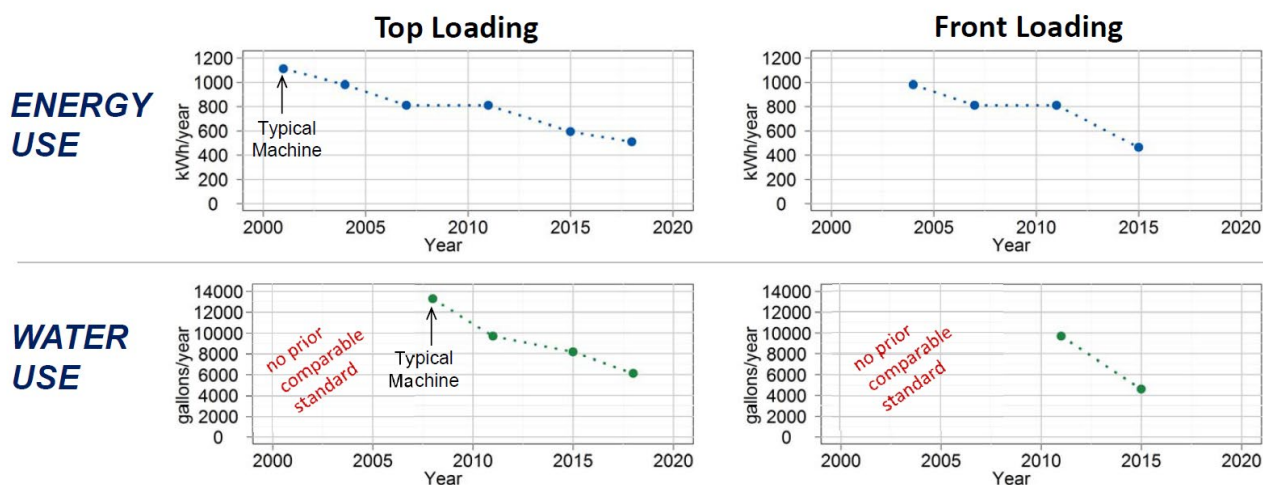 Top Loading
Front Loading
ENERGY
USE
kWh/year
1200
1000
800
600
400
200
0
Typical
Machine
2000 2005 2010 2015 2020
Year
kWh/year
1200
1000
800
600
400
200
0
2000 2005 2010 2015 2020
Year
WATER
USE
gallons/year
14000
12000
10000
8000
6000
4000
2000
0
no prior
comparable
standard
Typical
Machine
2000 2005 2010 2015 2020
Year
gallons/year
14000
12000
10000
8000
6000
4000
2000
0
no prior
comparable
standard
2000 2005 2010 2015 2020
Year